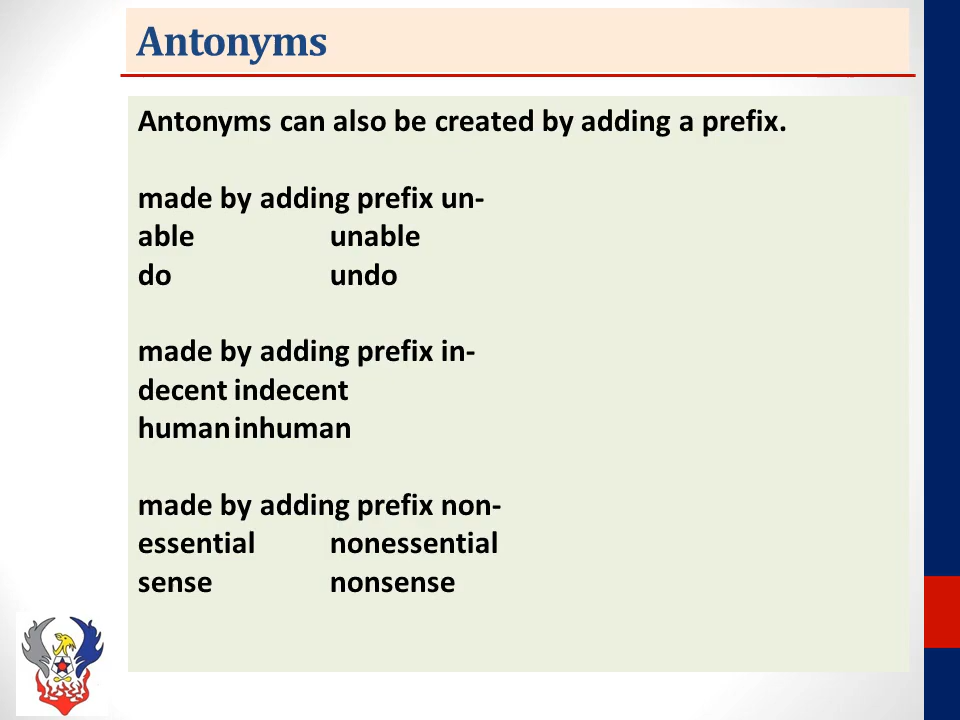 Antonyms
Antonyms can also be created by adding a prefix.
made by adding prefix un-
able unable
do undo
made by adding prefix in-
decent indecent
human inhuman
made by adding prefix non-
essential nonessential
sense nonsense